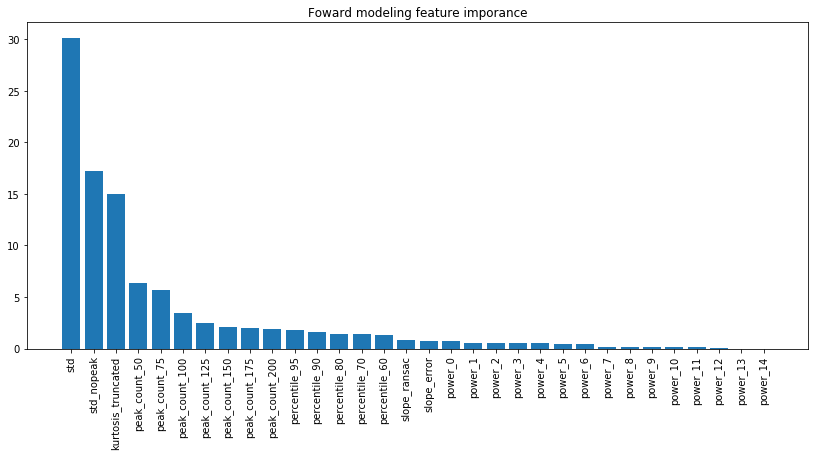 Foward modeling feature imporance
30
25
20
15
10
5
0
std
std_nopeak
kurtosis_truncated
peak_count_50
peak_count_75
peak_count_100
peak_count_125
peak_count_150
peak_count_175
peak_count_200
percentile_95
percentile_90
percentile_80
percentile_70
percentile_60
slope_ransac
slope_error
power_0
power_1
power_2
power_3
power_4
power_5
power_6
power_7
power_8
power_9
power_10
power_11
power_12
power_13
power_14